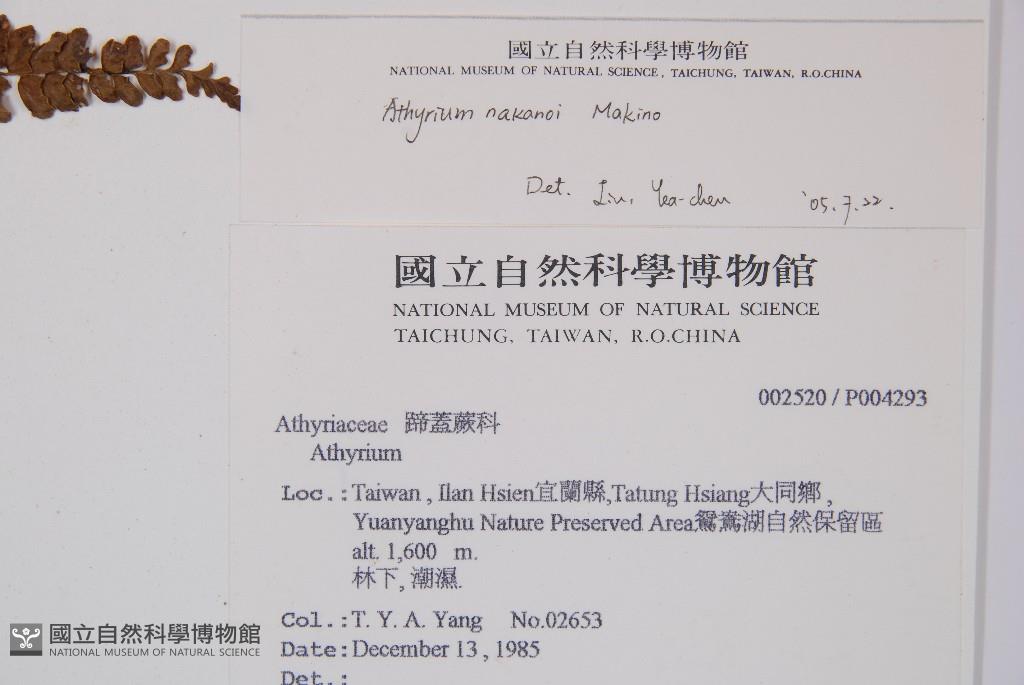 國立自然科學博物館
NATIONAL MUSEUM OF NATURAL SCIENCE, TAICHUNG, TAIWAN, R.O.CHINA
Athyrium nakanoi Makino
Det. Liu, Yea-chen '05.7.22.
國立自然科學博物館
NATIONAL MUSEUM OF NATURAL SCIENCE
TAICHUNG, TAIWAN, R.O.CHINA
002520 / P004293
Athyriaceae 蹄蓋蕨科
Athyrium
Loc.: Taiwan, Ilan Hsien宜蘭縣,Tatung Hsiang大同鄉,
Yuanyanghu Nature Preserved Area鴛鴦湖自然保留區
alt. 1,600 m.
林下, 潮濕.
Col.: T. Y. A. Yang No.02653
Date: December 13, 1985
Det.:
國立自然科學博物館
NATIONAL MUSEUM OF NATURAL SCIENCE